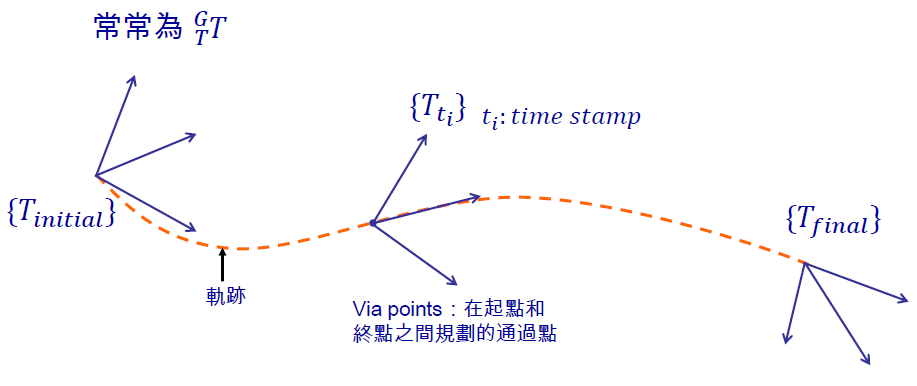 常常為 ᴳ_T T
{T_{t_i}} t_i: time stamp
{T_{initial}}
{T_{final}}
軌跡
Via points：在起點和
終點之間規劃的通過點